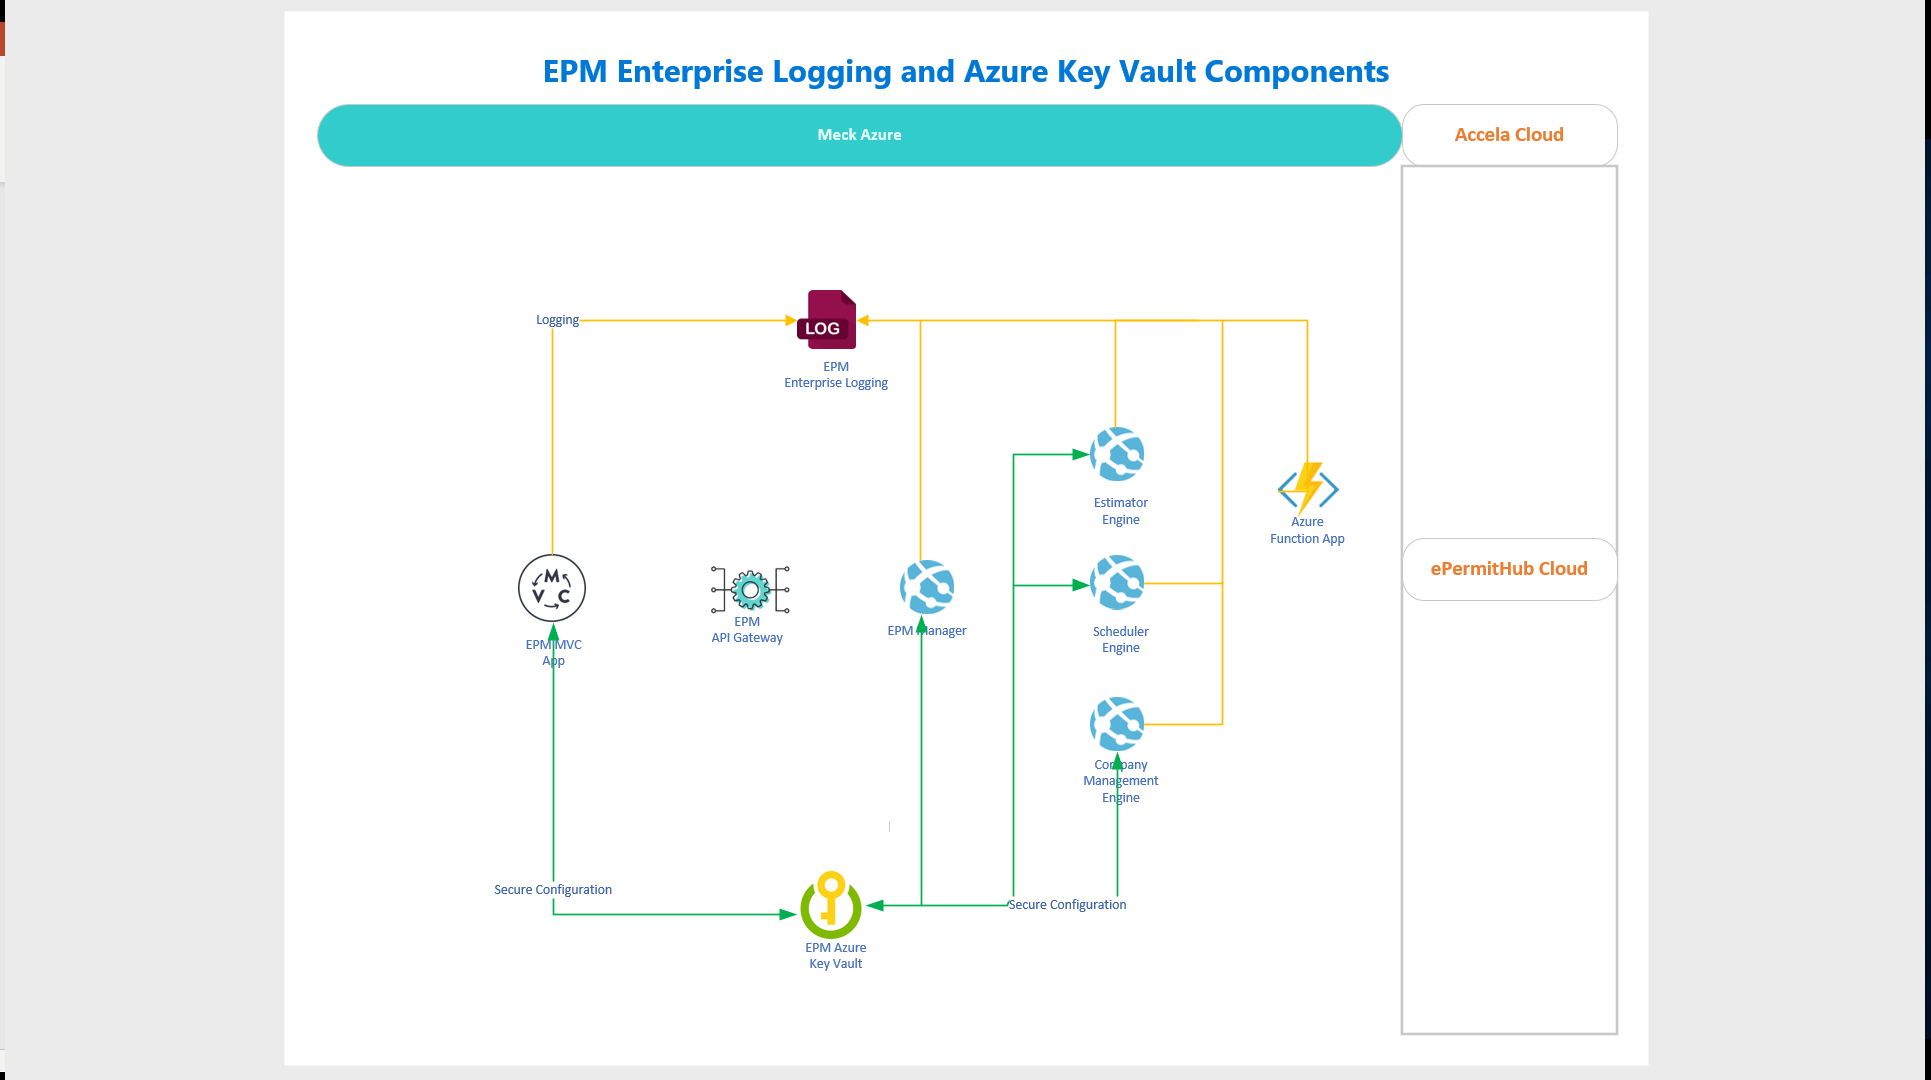 EPM Enterprise Logging and Azure Key Vault Components
Meck Azure
Accela Cloud
Logging
LOG
EPM
Enterprise Logging
Estimator
Engine
Azure
Function App
ePermitHub Cloud
M
V C
EPM MVC
App
EPM
API Gateway
EPM Manager
Scheduler
Engine
Company
Management
Engine
Secure Configuration
Secure Configuration
EPM Azure
Key Vault